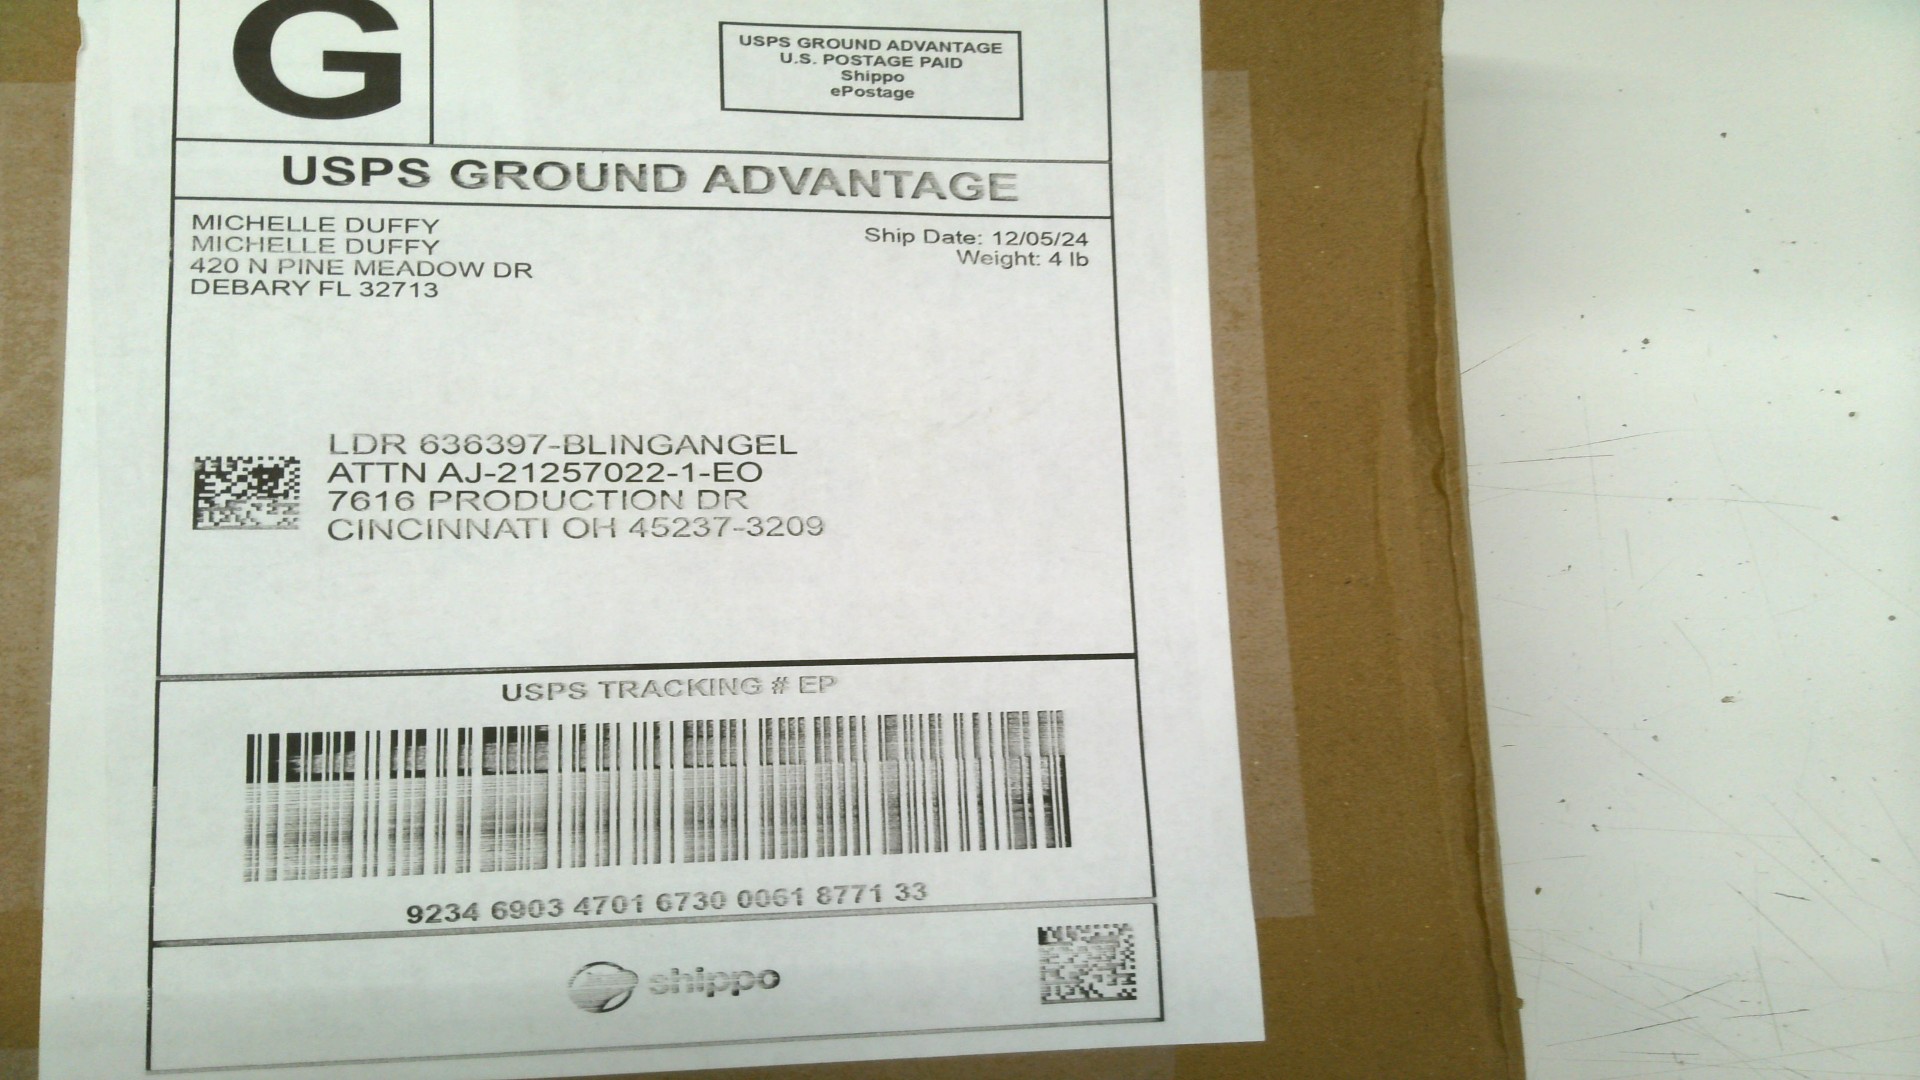 G
USPS GROUND ADVANTAGE
U.S. POSTAGE PAID
Shippo
ePostage
USPS GROUND ADVANTAGE
MICHELLE DUFFY
MICHELLE DUFFY
420 N PINE MEADOW DR
DEBARY FL 32713
Ship Date: 12/05/24
Weight: 4 lb
LDR 636397-BLINGANGEL
ATTN AJ-21257022-1-EO
7616 PRODUCTION DR
CINCINNATI OH 45237-3209
USPS TRACKING # EP
9234 6903 4701 6730 0061 8771 33
shippo